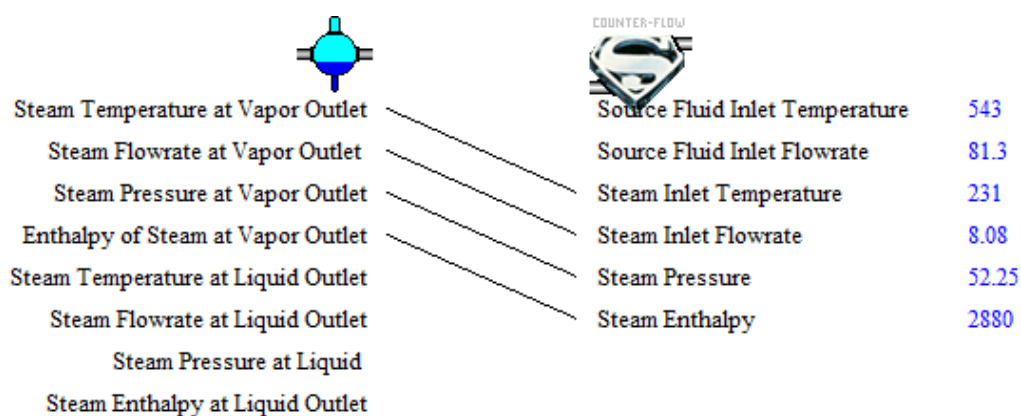 COUNTER-FLOW
Steam Temperature at Vapor Outlet
Source Fluid Inlet Temperature 543
Steam Flowrate at Vapor Outlet
Source Fluid Inlet Flowrate 81.3
Steam Pressure at Vapor Outlet
Steam Inlet Temperature 231
Enthalpy of Steam at Vapor Outlet
Steam Inlet Flowrate 8.08
Steam Temperature at Liquid Outlet
Steam Pressure 52.25
Steam Flowrate at Liquid Outlet
Steam Enthalpy 2880
Steam Pressure at Liquid
Steam Enthalpy at Liquid Outlet